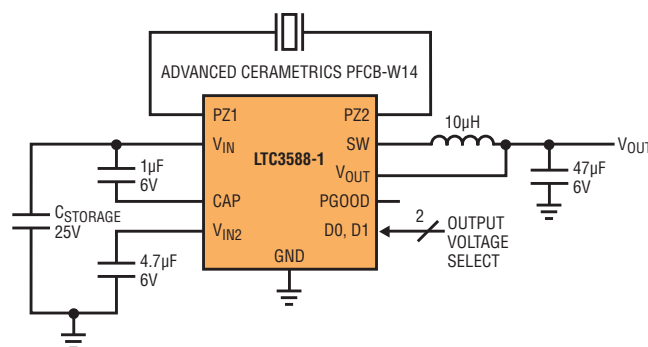 ADVANCED CERAMETRICS PFCB-W14
PZ1
PZ2
VIN
LTC3588-1
SW
10µH
VOUT
VOUT
1µF
6V
CAP
PGOOD
47µF
6V
CSTORAGE
25V
VIN2
D0, D1
2
OUTPUT
VOLTAGE
SELECT
4.7µF
6V
GND